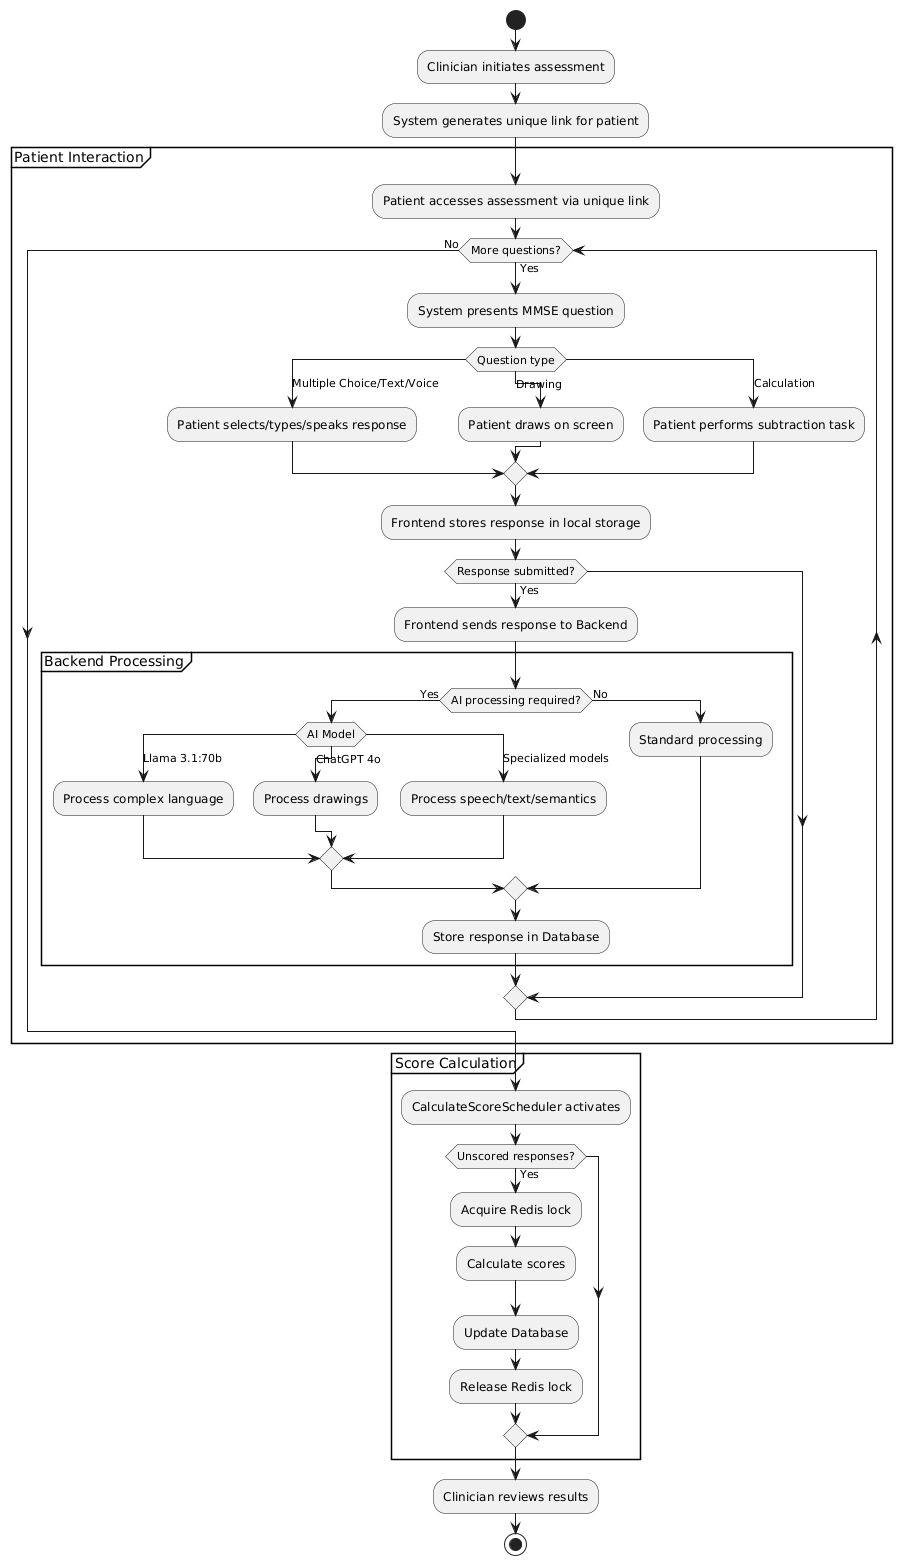 Clinician initiates assessment
System generates unique link for patient
Patient Interaction
Patient accesses assessment via unique link
More questions?
No
Yes
System presents MMSE question
Question type
Multiple Choice/Text/Voice
Drawing
Calculation
Patient selects/types/speaks response
Patient draws on screen
Patient performs subtraction task
Frontend stores response in local storage
Response submitted?
Yes
Frontend sends response to Backend
Backend Processing
AI processing required?
Yes
No
AI Model
Standard processing
Llama 3.1:70b
ChatGPT 4o
Specialized models
Process complex language
Process drawings
Process speech/text/semantics
Store response in Database
Score Calculation
CalculateScoreScheduler activates
Unscored responses?
Yes
Acquire Redis lock
Calculate scores
Update Database
Release Redis lock
Clinician reviews results